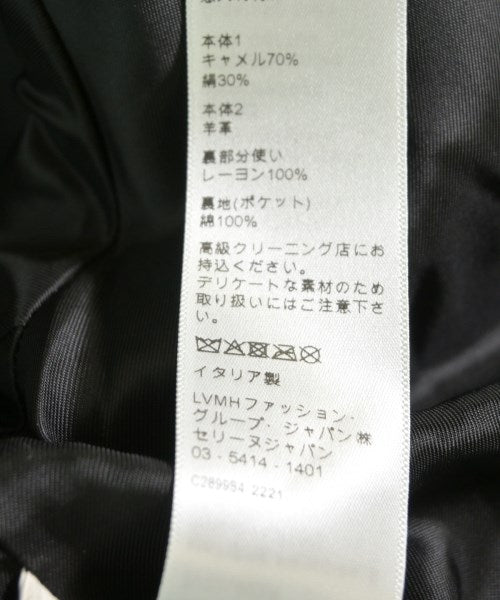 本体1
キャメル70%
絹30%
本体2
羊革
裏部分使い
レーヨン100%
裏地(ポケット)
綿100%
高級クリーニング店にお
持込ください。
デリケートな素材のため
取り扱いにはご注意下さ
い。
イタリア製
LVMHファッション・
グループ・ジャパン㈱
セリーヌジャパン
03-5414-1401
C289984 2221